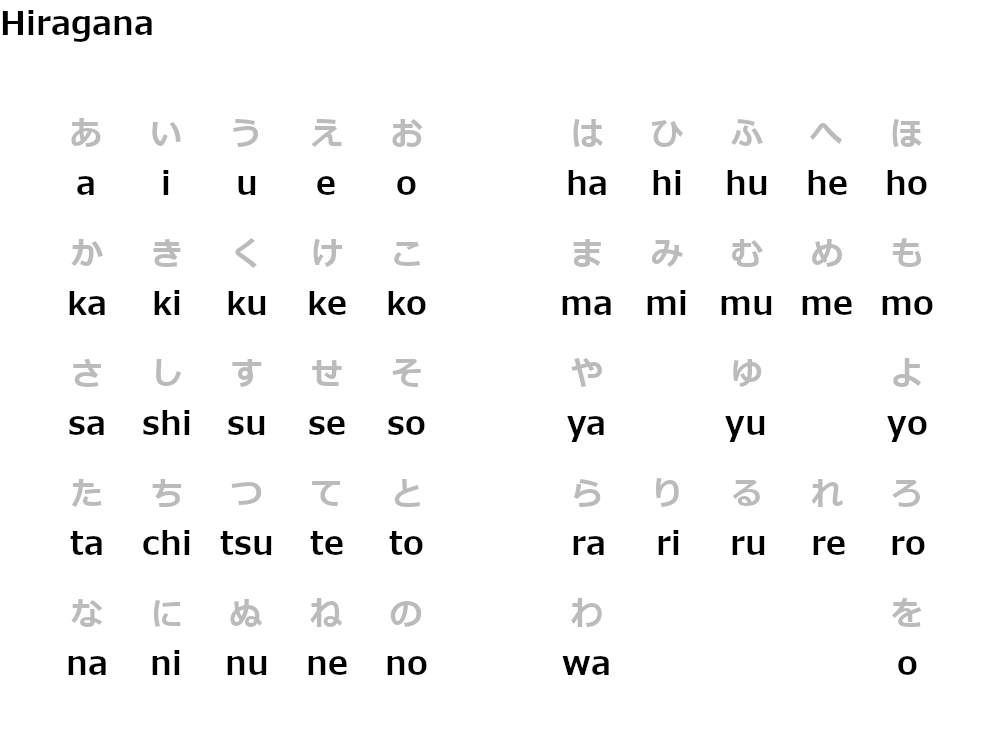 Hiragana
あ い う え お は ひ ふ へ ほ
a i u e o ha hi hu he ho
か き く け こ ま み む め も
ka ki ku ke ko ma mi mu me mo
さ し す せ そ や ゆ よ
sa shi su se so ya yu yo
た ち つ て と ら り る れ ろ
ta chi tsu te to ra ri ru re ro
な に ぬ ね の わ を
na ni nu ne no wa o